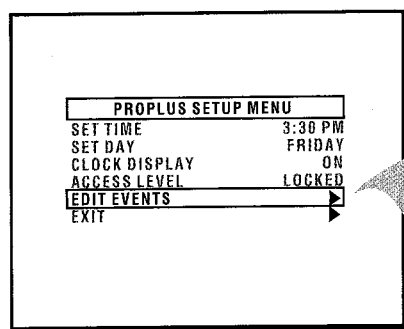 PROPLUS SETUP MENU
SET TIME 3:30 PM
SET DAY FRIDAY
CLOCK DISPLAY ON
ACCESS LEVEL LOCKED
EDIT EVENTS ▶
EXIT ▶